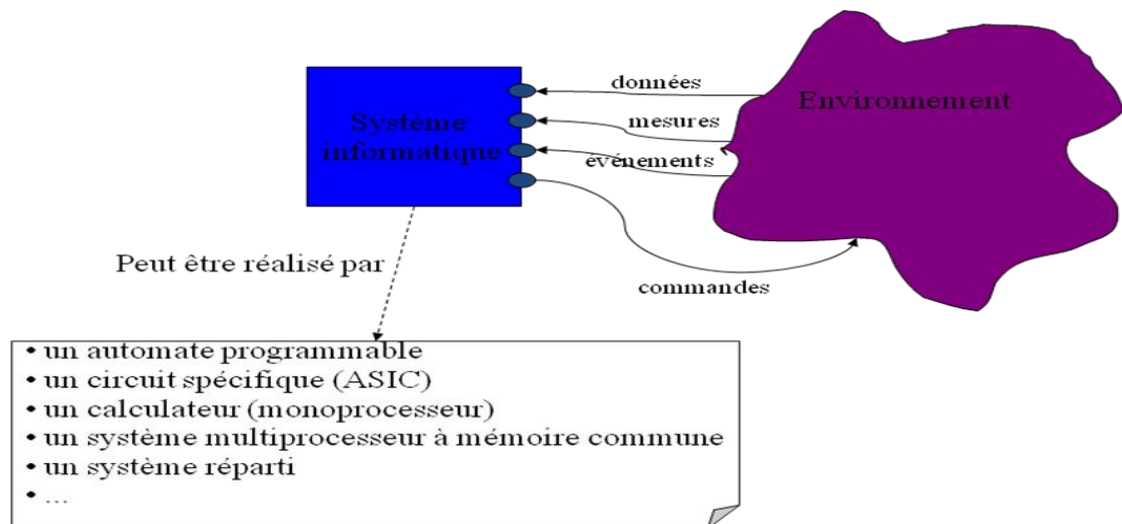 données
Environnement
mesures
Système
informatique
événements
Peut être réalisé par
commandes
• un automate programmable
• un circuit spécifique (ASIC)
• un calculateur (monoprocesseur)
• un système multiprocesseur à mémoire commune
• un système réparti
• ...